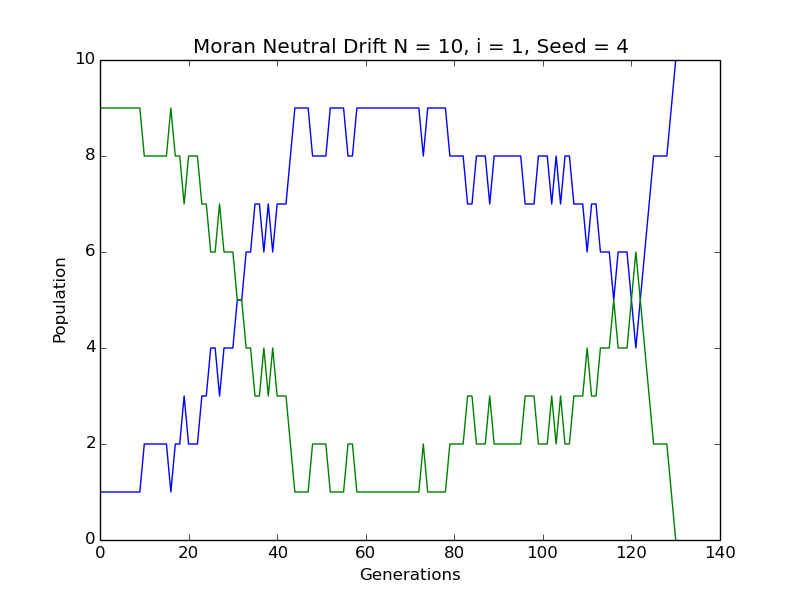 Moran Neutral Drift N = 10, i = 1, Seed = 4
10
8
6
4
2
0
Population
0 20 40 60 80 100 120 140
Generations